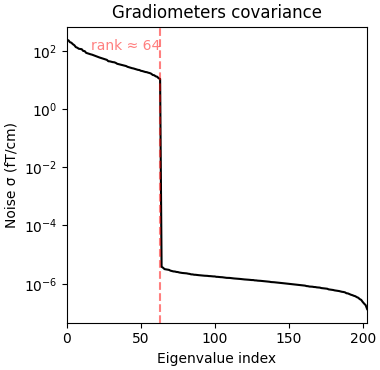 Gradiometers covariance
rank ≈ 64
Noise σ (fT/cm)
10²
10⁰
10⁻²
10⁻⁴
10⁻⁶
0 50 100 150 200
Eigenvalue index